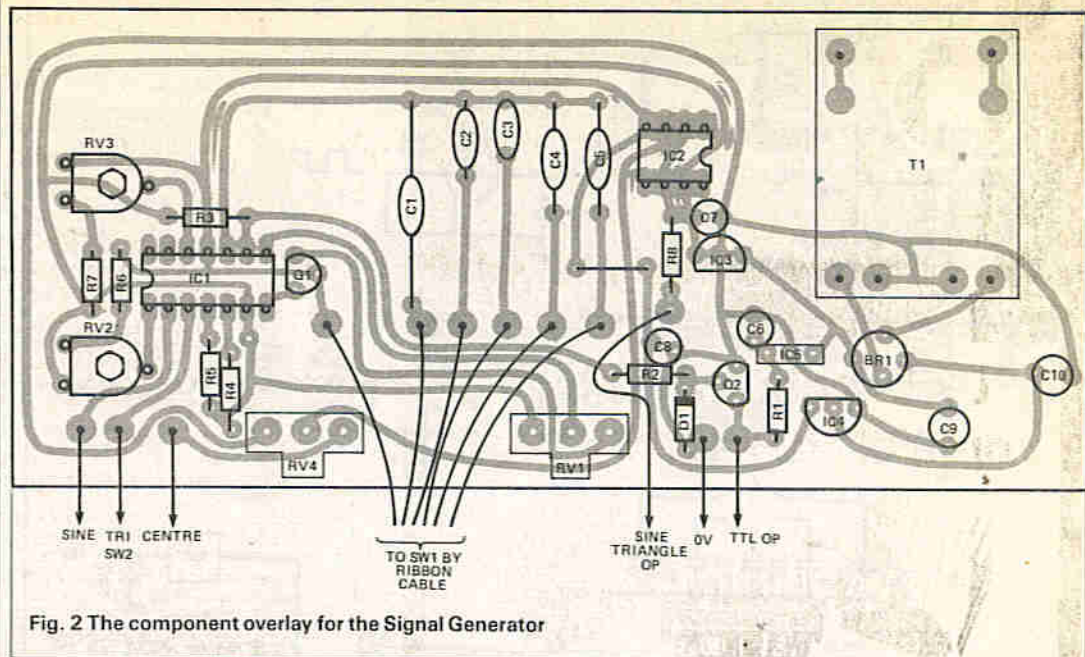 RV3
R3
R7
R6
IC1
Q1
RV2
R5
R4
RV4
C1
C2
C3
C4
C5
IC2
C7
IC3
R8
C8
R2
Q2
D1
C6
IC5
R1
IC4
RV1
T1
BR1
C10
C9
SINE
TRI
SW2
CENTRE
TO SW1 BY
RIBBON
CABLE
SINE
TRIANGLE
OP
0V
TTL OP
Fig. 2 The component overlay for the Signal Generator